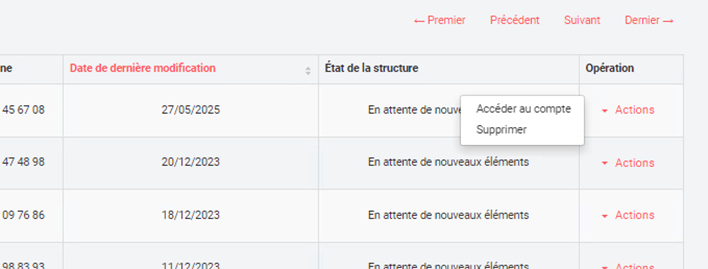 ← Premier Précédent Suivant Dernier →
ne Date de dernière modification État de la structure Opération
45 67 08 27/05/2025 En attente de Accéder au compte Actions
Supprimer
47 48 98 20/12/2023 En attente de nouveaux éléments Actions
09 76 86 18/12/2023 En attente de nouveaux éléments Actions
98 83 93 11/12/2023 En attente de nouveaux éléments Actions